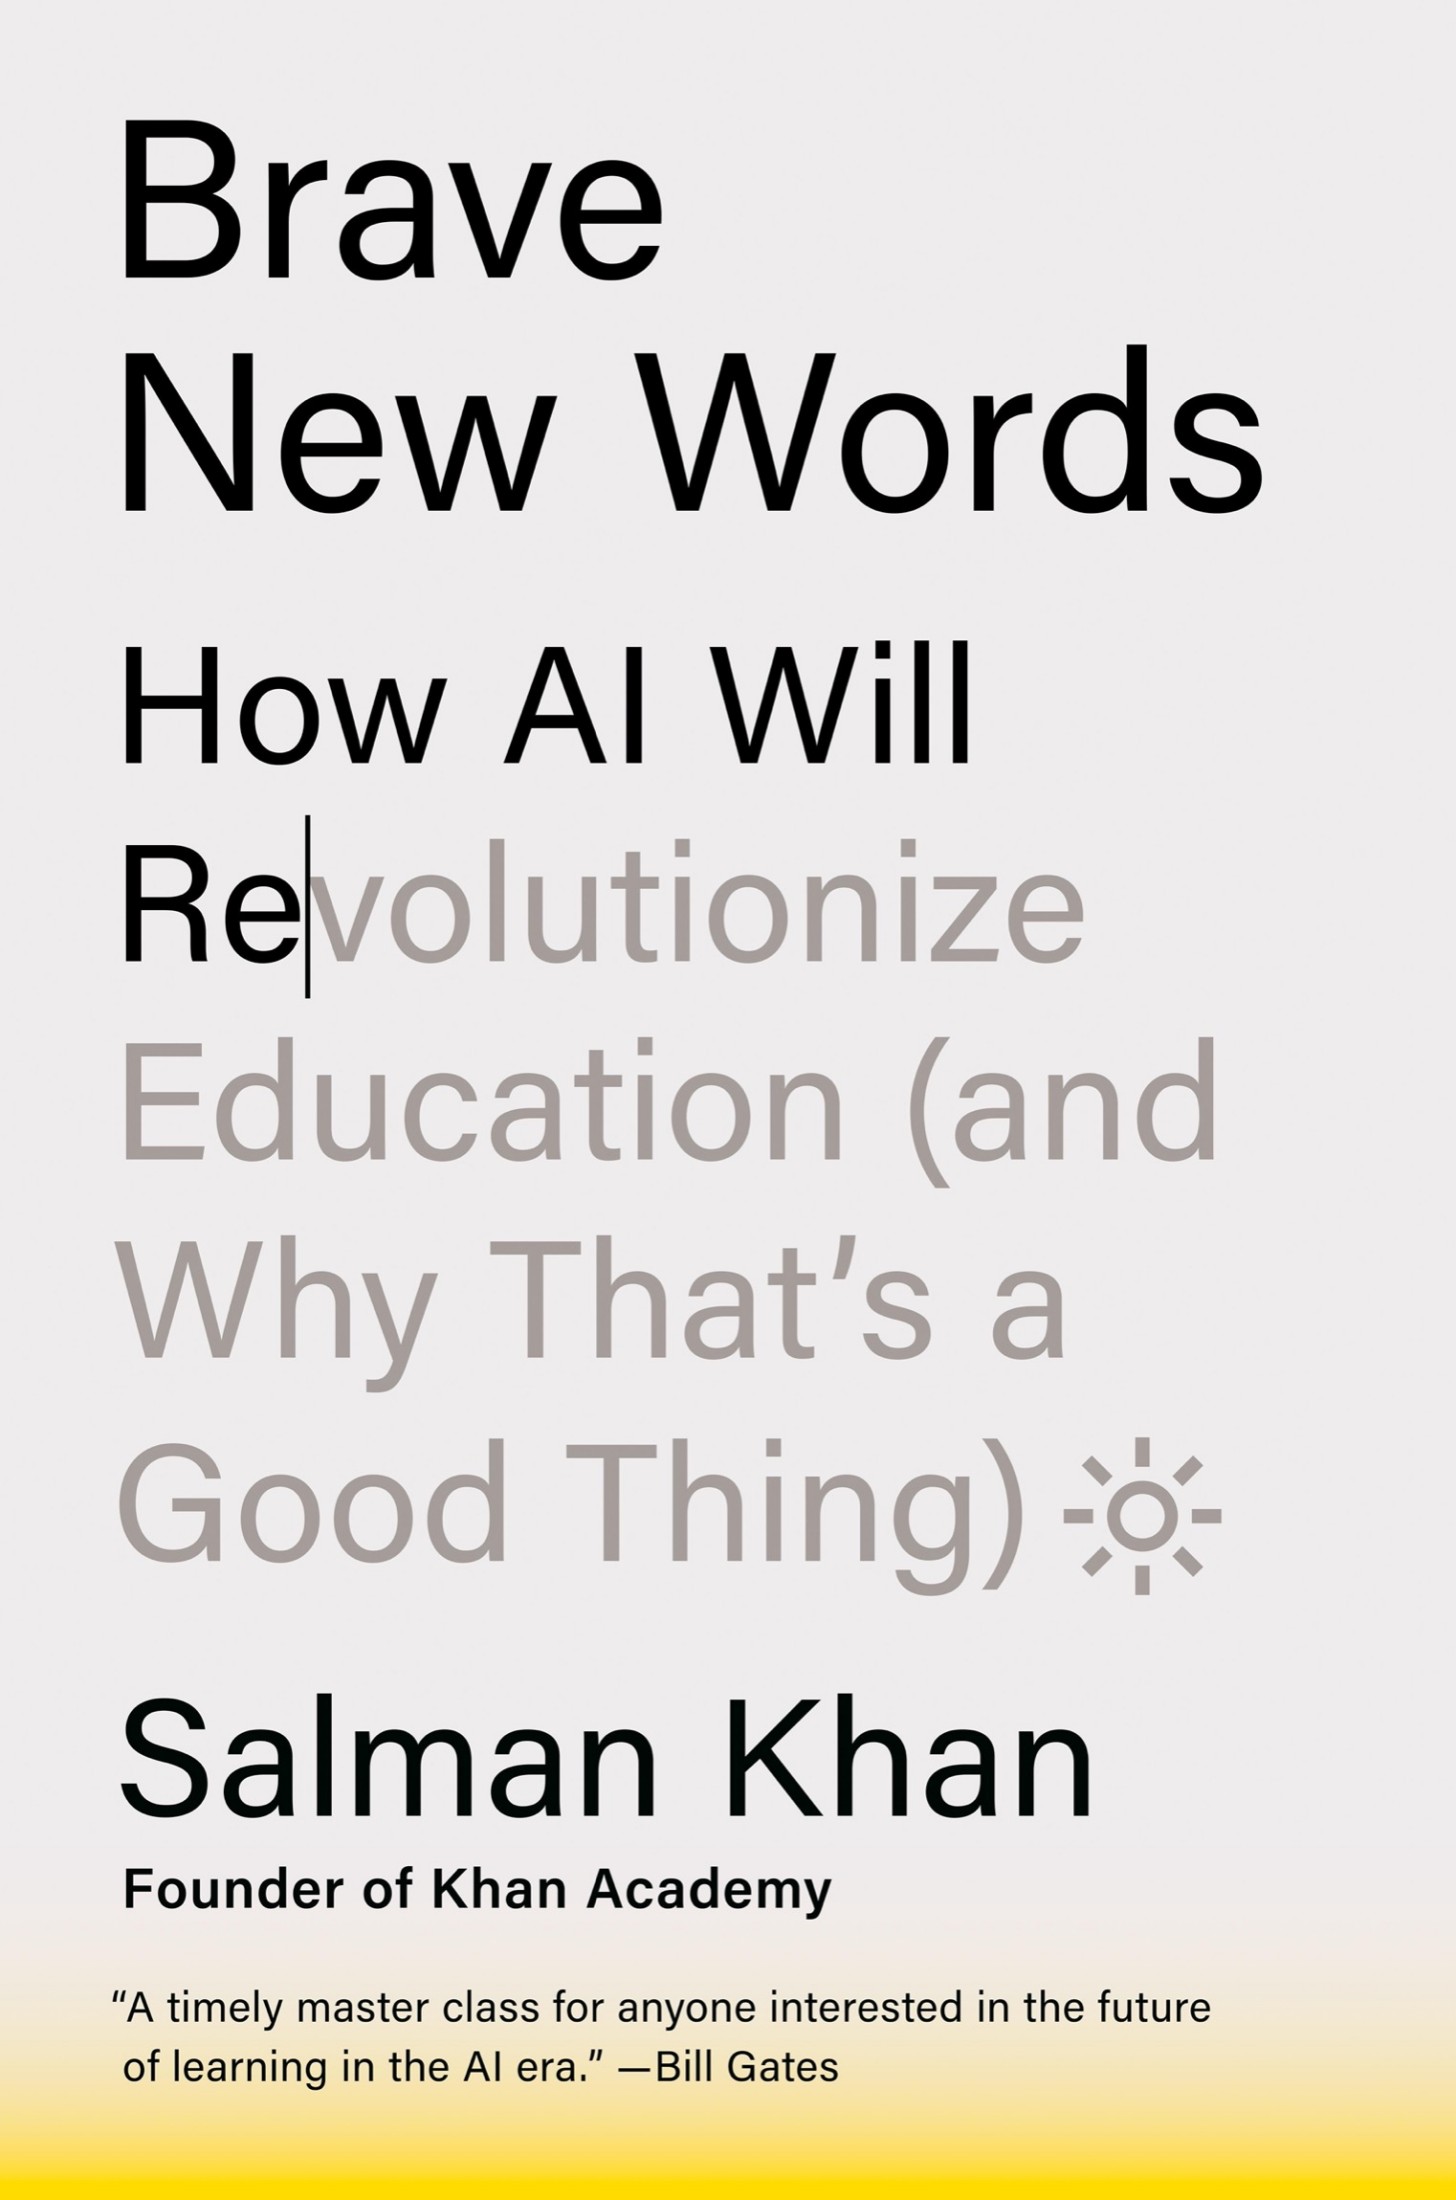 Brave
New Words
How AI Will
Revolutionize
Education (and
Why That’s a
Good Thing)
Salman Khan
Founder of Khan Academy
“A timely master class for anyone interested in the future
of learning in the AI era.” —Bill Gates